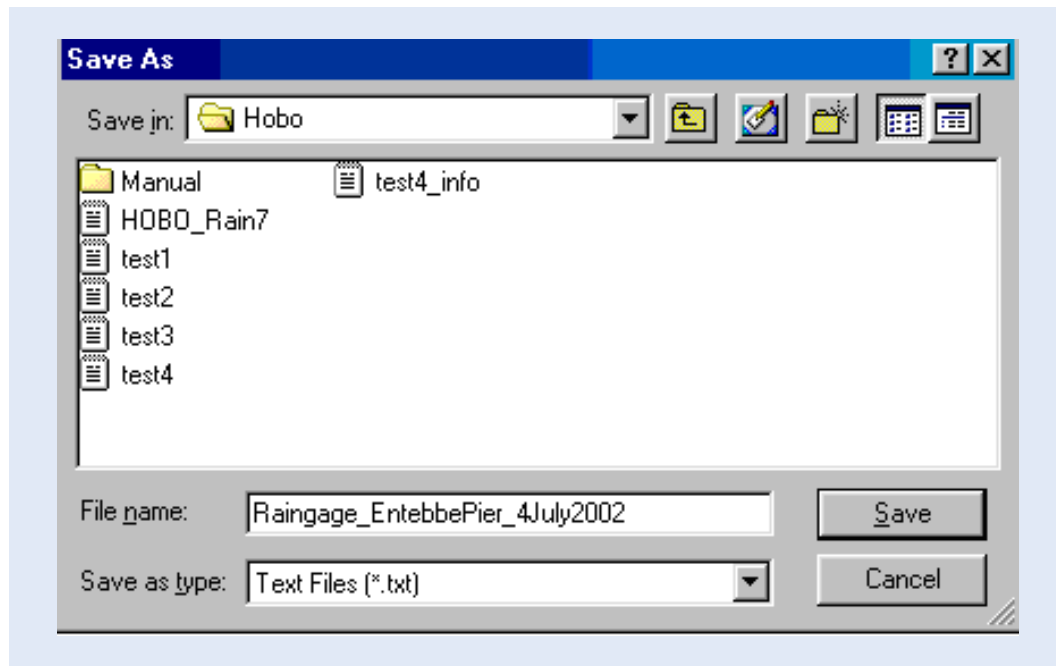 Save As
Save in: Hobo
Manual
HOBO_Rain7
test1
test2
test3
test4
test4_info
File name: Raingage_EntebbePier_4July2002
Save
Save as type: Text Files (*.txt)
Cancel